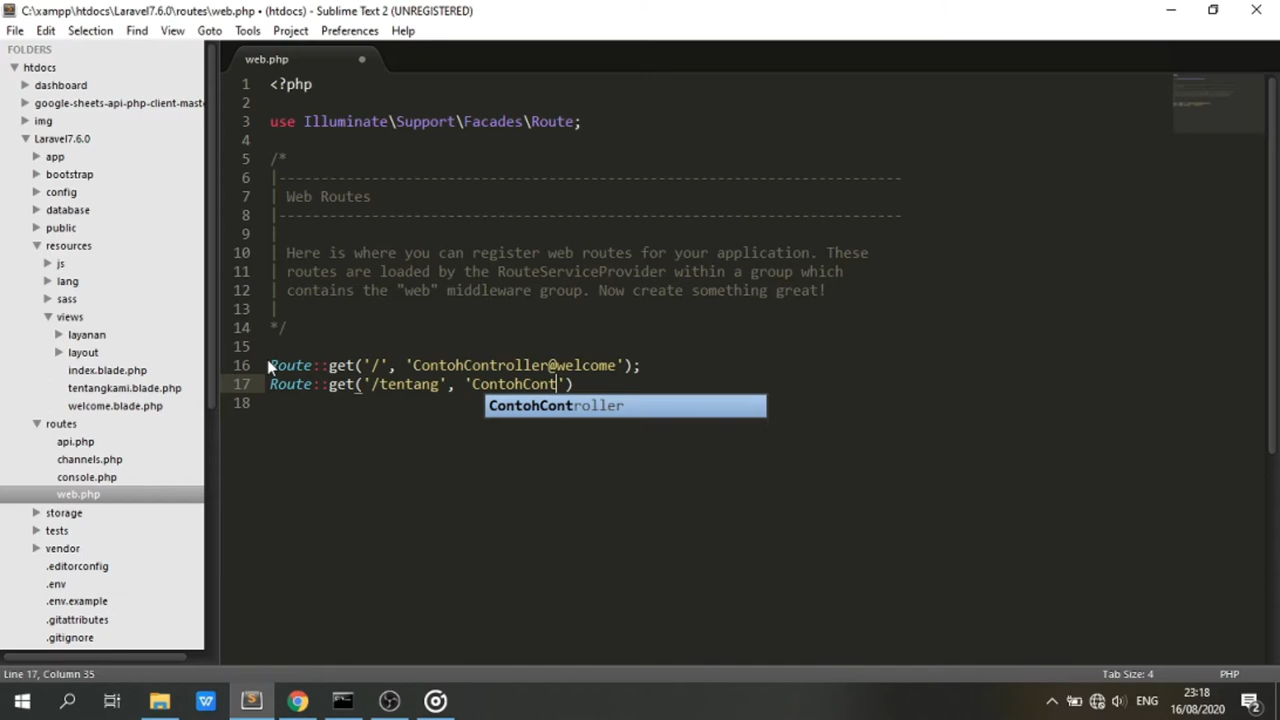 C:\xampp\htdocs\Laravel7.6.0\routes\web.php • (htdocs) - Sublime Text 2 (UNREGISTERED)
File Edit Selection Find View Goto Tools Project Preferences Help
FOLDERS
htdocs
dashboard
google-sheets-api-php-client-mast
img
Laravel7.6.0
app
bootstrap
config
database
public
resources
js
lang
sass
views
layanan
layout
index.blade.php
tentangkami.blade.php
welcome.blade.php
routes
api.php
channels.php
console.php
web.php
storage
tests
vendor
.editorconfig
.env
.env.example
.gitattributes
.gitignore
web.php
1 <?php
2
3 use Illuminate\Support\Facades\Route;
4
5 /*
6 |--------------------------------------------------------------------------
7 | Web Routes
8 |--------------------------------------------------------------------------
9 |
10 | Here is where you can register web routes for your application. These
11 | routes are loaded by the RouteServiceProvider within a group which
12 | contains the "web" middleware group. Now create something great!
13 |
14 */
15
16 Route::get('/', 'ContohController@welcome');
17 Route::get('/tentang', 'ContohCont')
ContohController
18
Line 17, Column 35
Tab Size: 4 PHP
W S ENG 23:18
16/08/2020 2